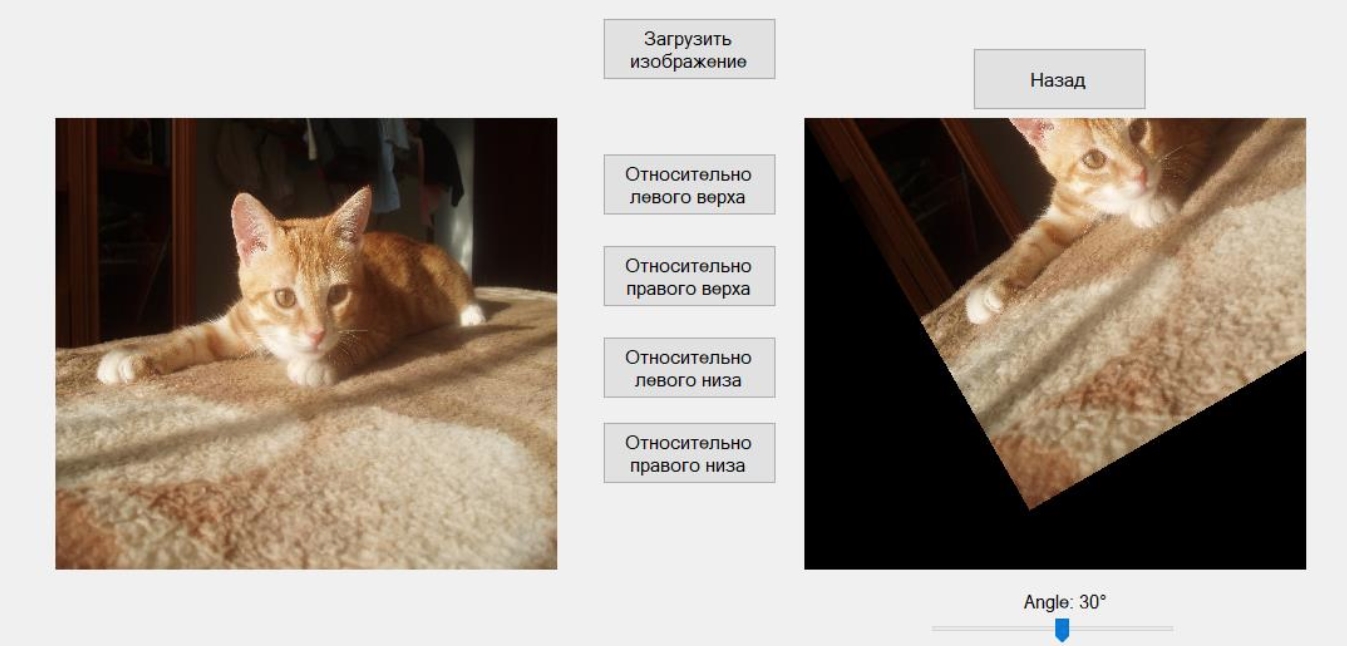 Загрузить
изображение
Назад
Относительно
левого верха
Относительно
правого верха
Относительно
левого низа
Относительно
правого низа
Angle: 30°